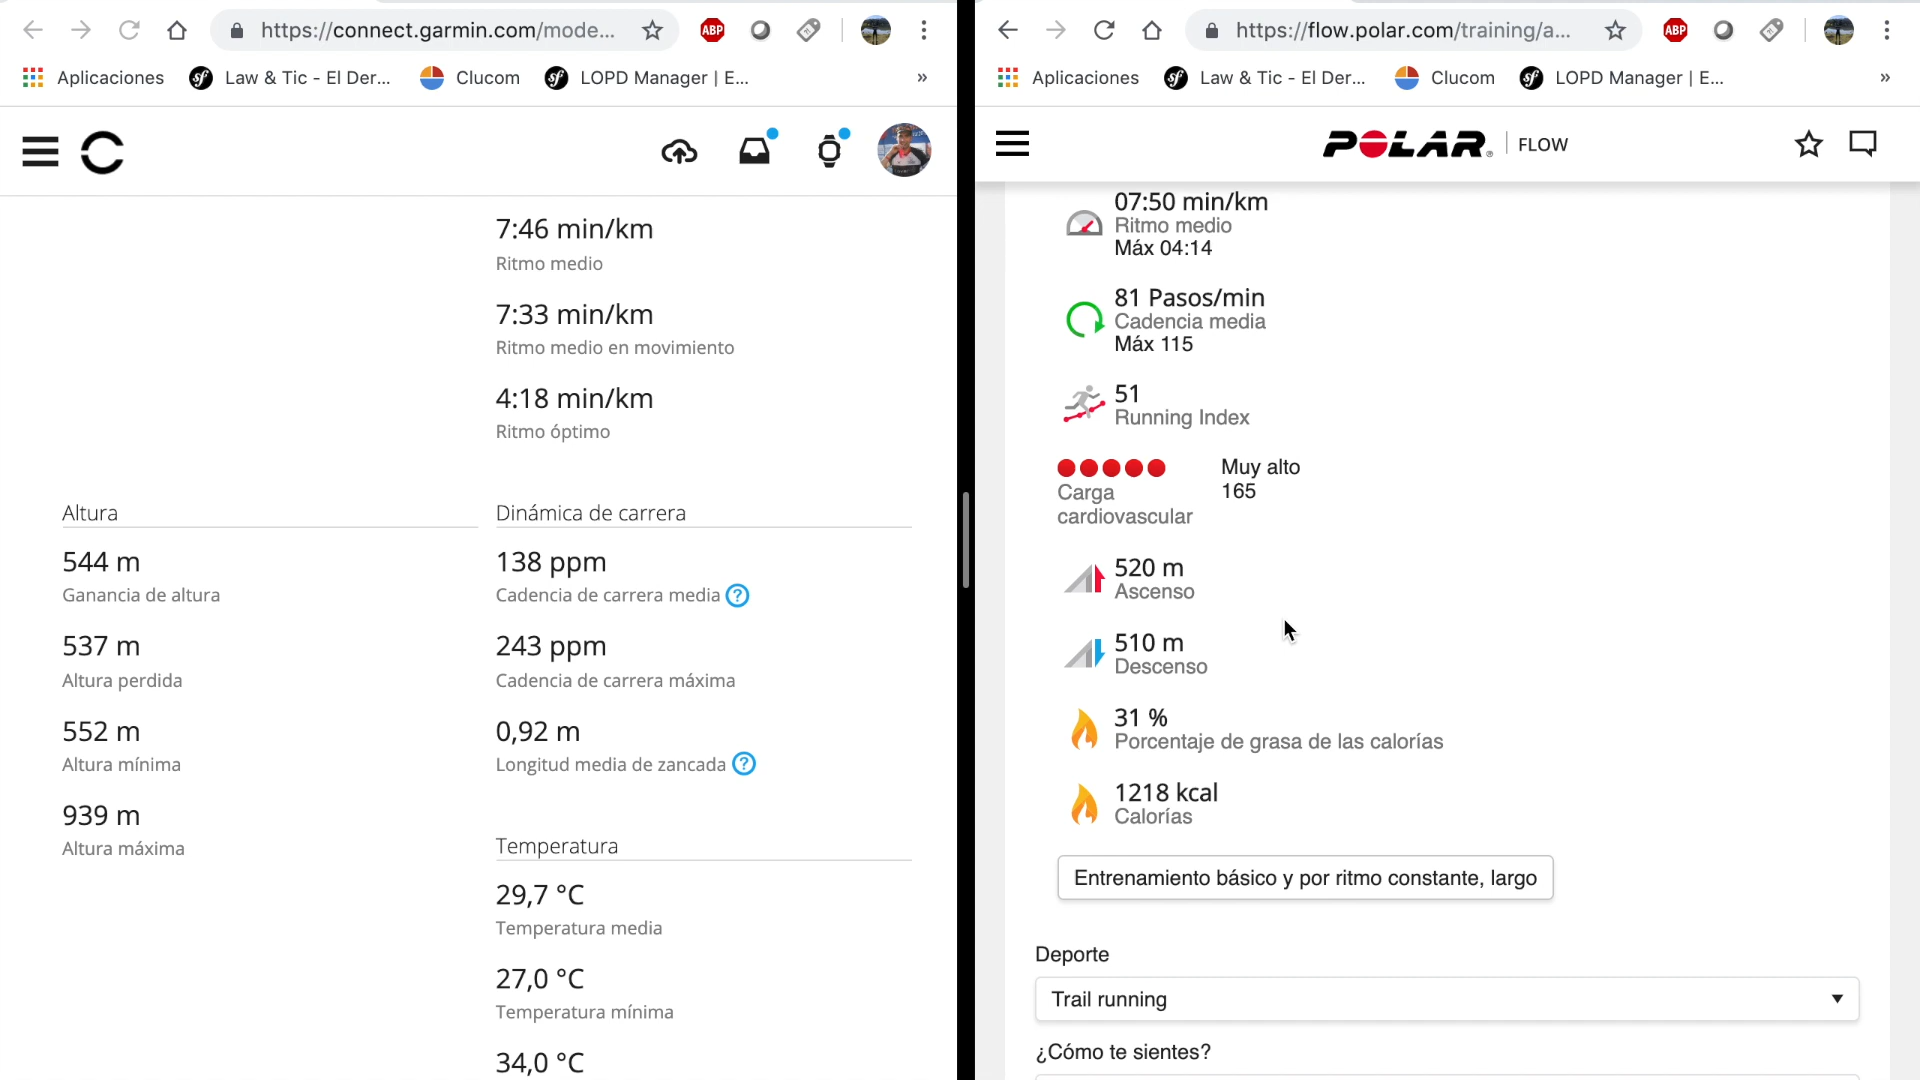 https://connect.garmin.com/mode...
ABP
Aplicaciones
Law & Tic - El Der...
Clucom
LOPD Manager | E...
»
7:46 min/km
Ritmo medio
7:33 min/km
Ritmo medio en movimiento
4:18 min/km
Ritmo óptimo
Altura
544 m
Ganancia de altura
537 m
Altura perdida
552 m
Altura mínima
939 m
Altura máxima
Dinámica de carrera
138 ppm
Cadencia de carrera media ?
243 ppm
Cadencia de carrera máxima
0,92 m
Longitud media de zancada ?
Temperatura
29,7 °C
Temperatura media
27,0 °C
Temperatura mínima
34,0 °C
https://flow.polar.com/training/a...
ABP
Aplicaciones
Law & Tic - El Der...
Clucom
LOPD Manager | E...
»
POLAR® | FLOW
07:50 min/km
Ritmo medio
Máx 04:14
81 Pasos/min
Cadencia media
Máx 115
51
Running Index
Muy alto
165
Carga
cardiovascular
520 m
Ascenso
510 m
Descenso
31 %
Porcentaje de grasa de las calorías
1218 kcal
Calorías
Entrenamiento básico y por ritmo constante, largo
Deporte
Trail running
¿Cómo te sientes?